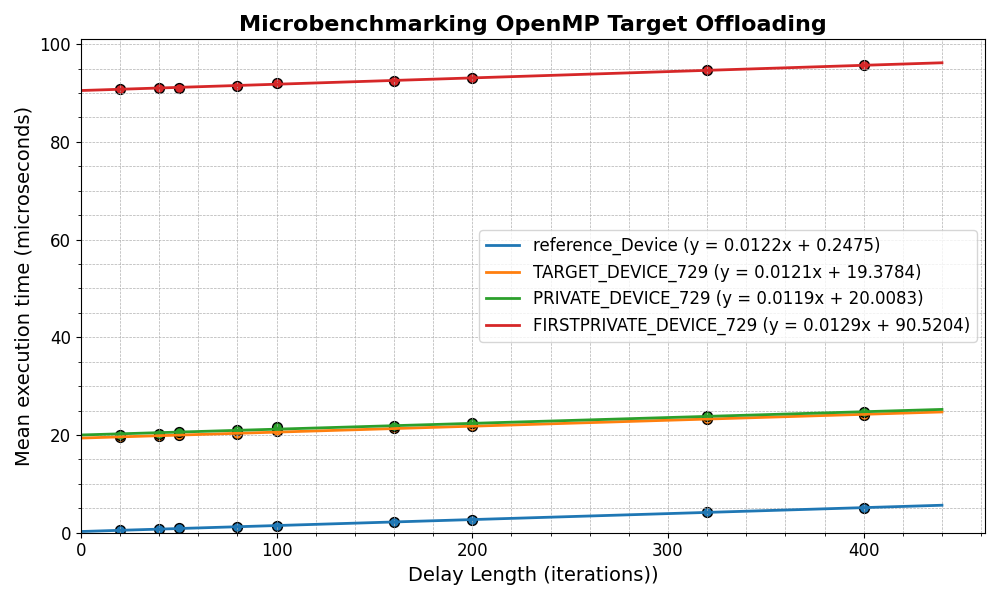 Microbenchmarking OpenMP Target Offloading
Mean execution time (microseconds)
100
80
60
40
20
0
reference_Device (y = 0.0122x + 0.2475)
TARGET_DEVICE_729 (y = 0.0121x + 19.3784)
PRIVATE_DEVICE_729 (y = 0.0119x + 20.0083)
FIRSTPRIVATE_DEVICE_729 (y = 0.0129x + 90.5204)
0 100 200 300 400
Delay Length (iterations))